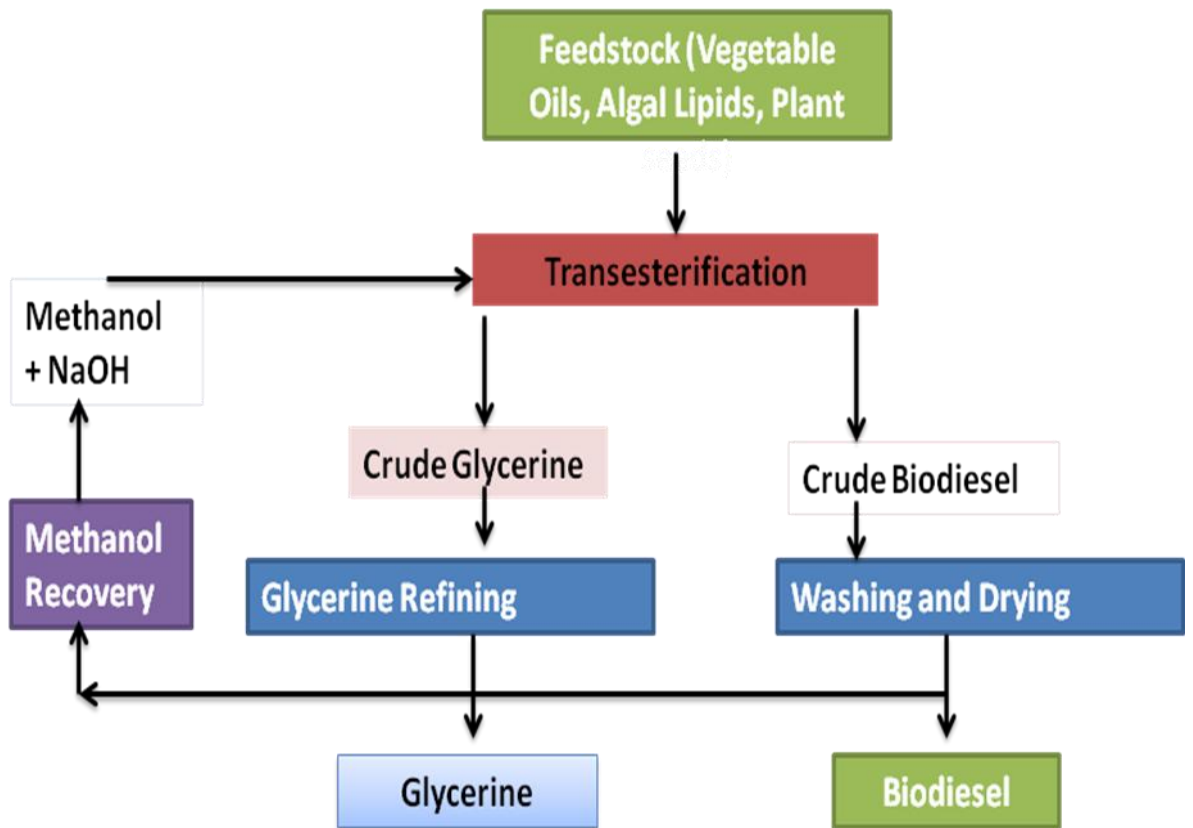 Feedstock (Vegetable
Oils, Algal Lipids, Plant
seeds)
Transesterification
Methanol
+ NaOH
Crude Glycerine
Crude Biodiesel
Methanol
Recovery
Glycerine Refining
Washing and Drying
Glycerine
Biodiesel